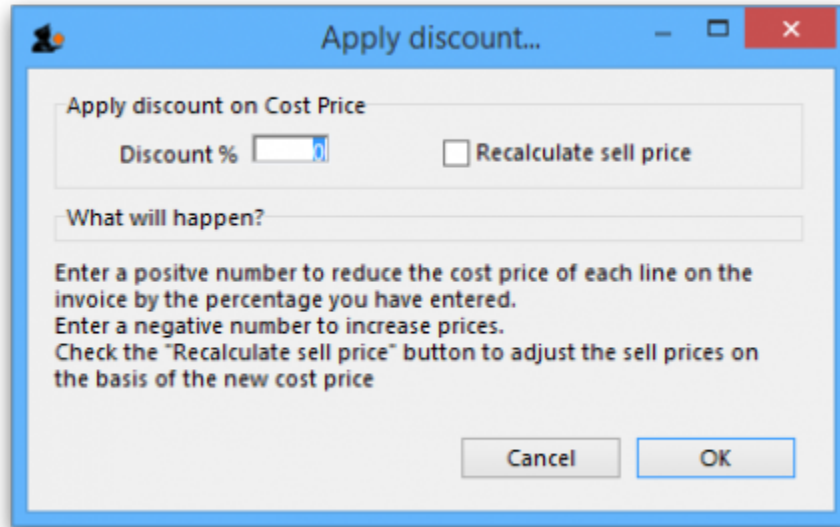 Apply discount...
Apply discount on Cost Price
Discount % 0 Recalculate sell price
What will happen?
Enter a positve number to reduce the cost price of each line on the
invoice by the percentage you have entered.
Enter a negative number to increase prices.
Check the "Recalculate sell price" button to adjust the sell prices on
the basis of the new cost price
Cancel OK